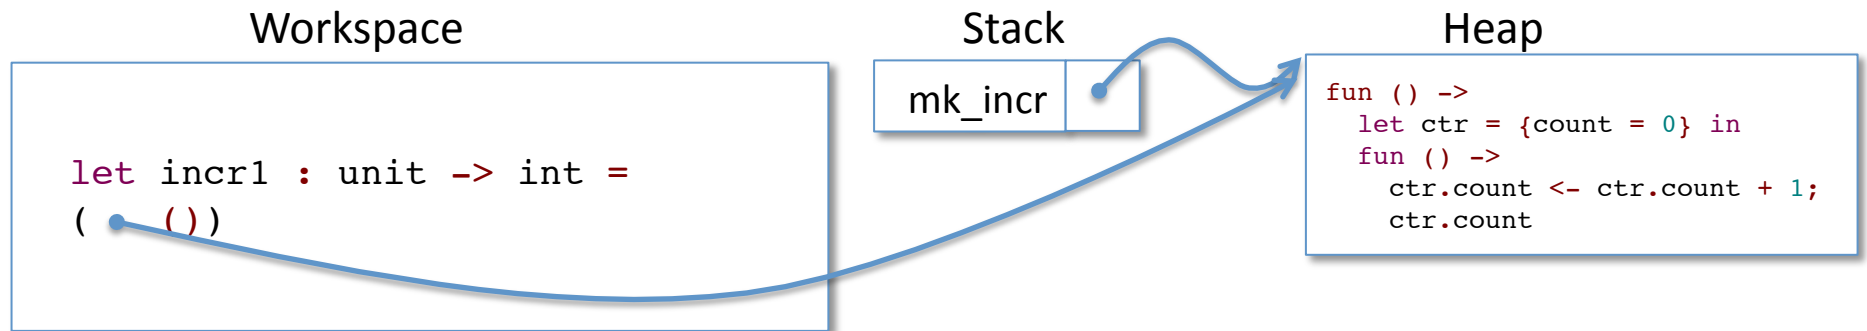 Workspace
Stack
Heap
let incr1 : unit -> int =
( ())
mk_incr
fun () ->
let ctr = {count = 0} in
fun () ->
ctr.count <- ctr.count + 1;
ctr.count